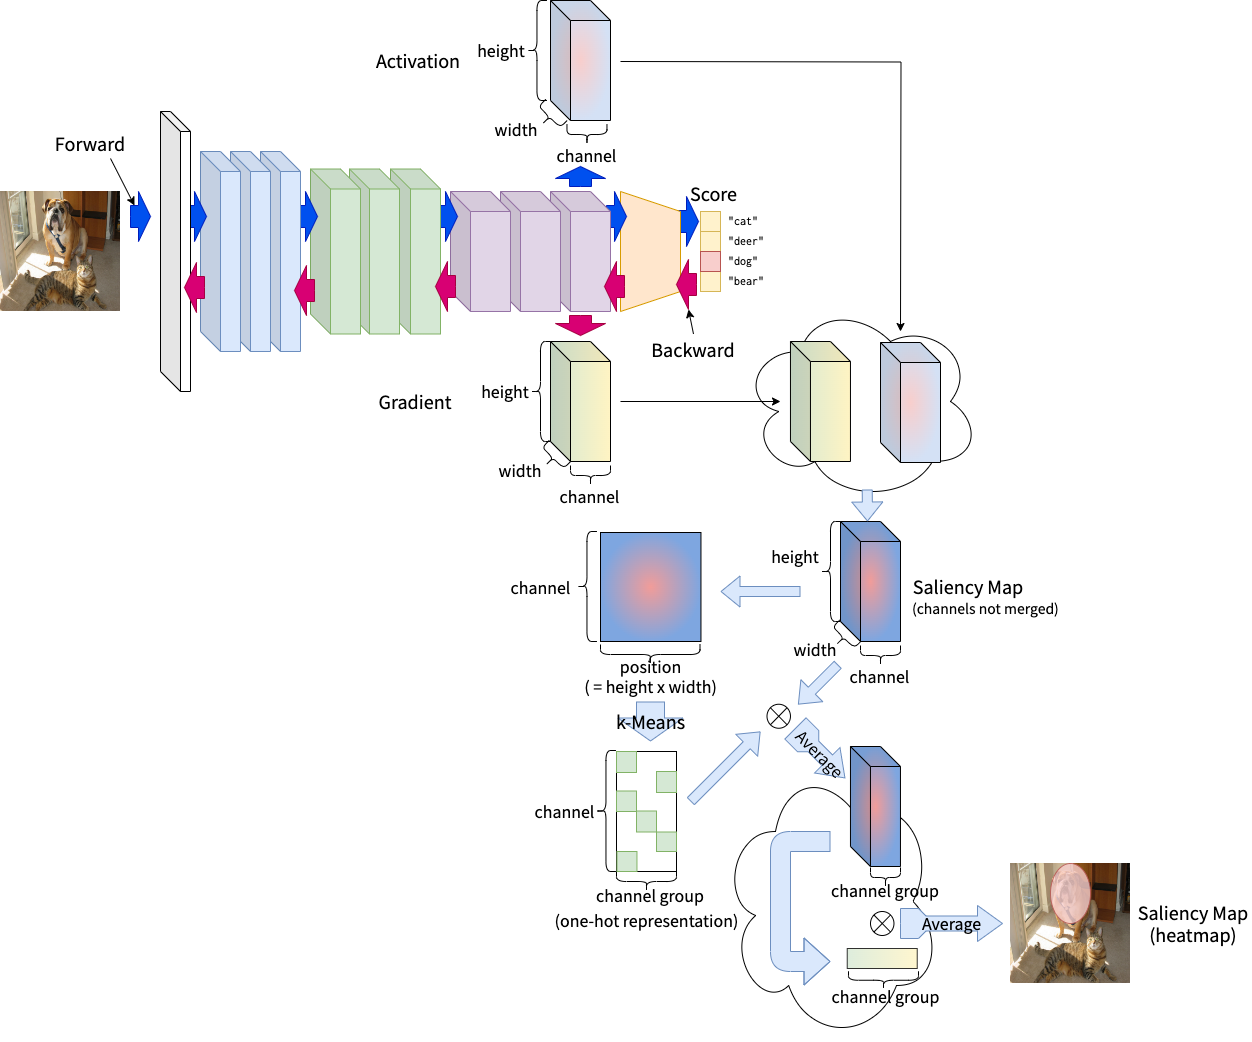 height
Activation
width
channel
Forward
Score
"cat"
"deer"
"dog"
"bear"
Backward
height
Gradient
width
channel
height
Saliency Map
(channels not merged)
width
channel
channel
position
( = height x width)
k-Means
Average
channel
channel group
(one-hot representation)
channel group
Average
channel group
Saliency Map
(heatmap)